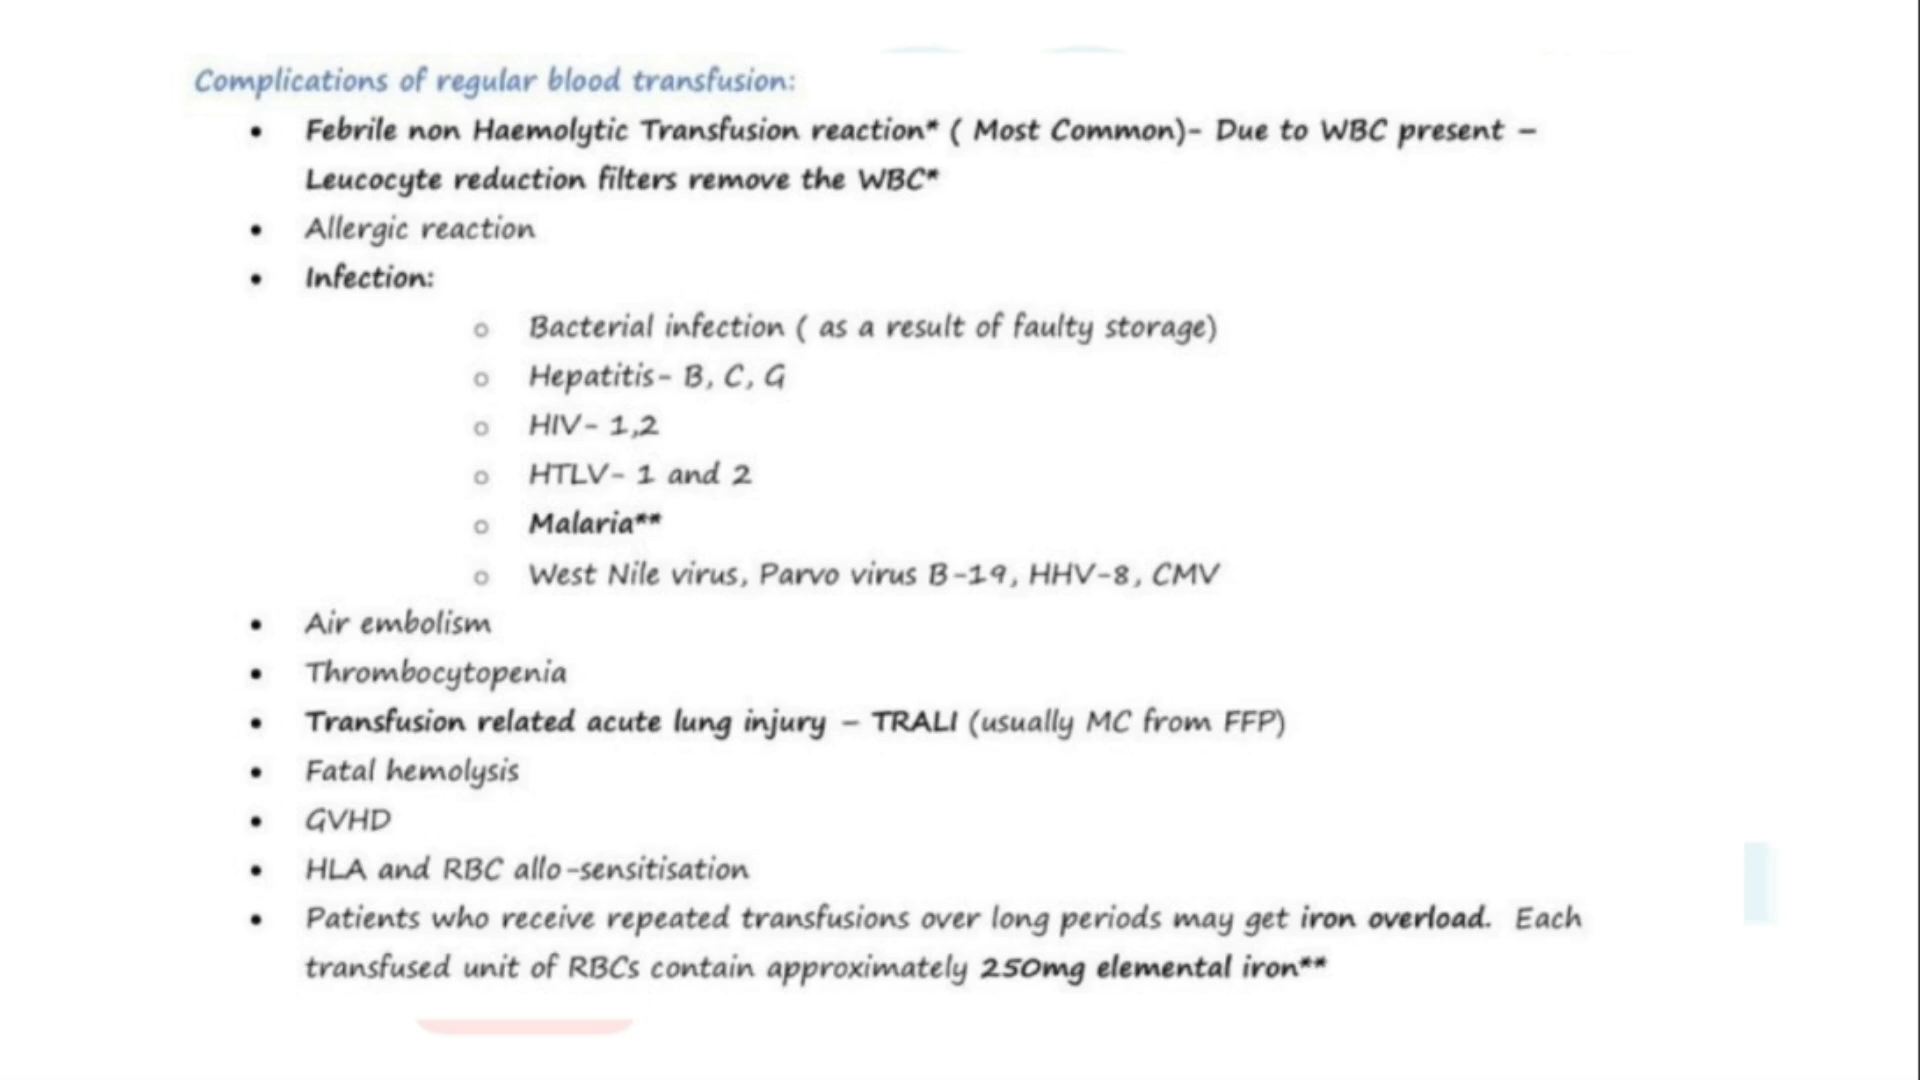 Complications of regular blood transfusion:
• Febrile non Haemolytic Transfusion reaction* ( Most Common)- Due to WBC present –
Leucocyte reduction filters remove the WBC*
• Allergic reaction
• Infection:
o Bacterial infection ( as a result of faulty storage)
o Hepatitis- B, C, G
o HIV- 1,2
o HTLV- 1 and 2
o Malaria**
o West Nile virus, Parvo virus B-19, HHV-8, CMV
• Air embolism
• Thrombocytopenia
• Transfusion related acute lung injury – TRALI (usually MC from FFP)
• Fatal hemolysis
• GVHD
• HLA and RBC allo-sensitisation
• Patients who receive repeated transfusions over long periods may get iron overload. Each
transfused unit of RBCs contain approximately 250mg elemental iron**